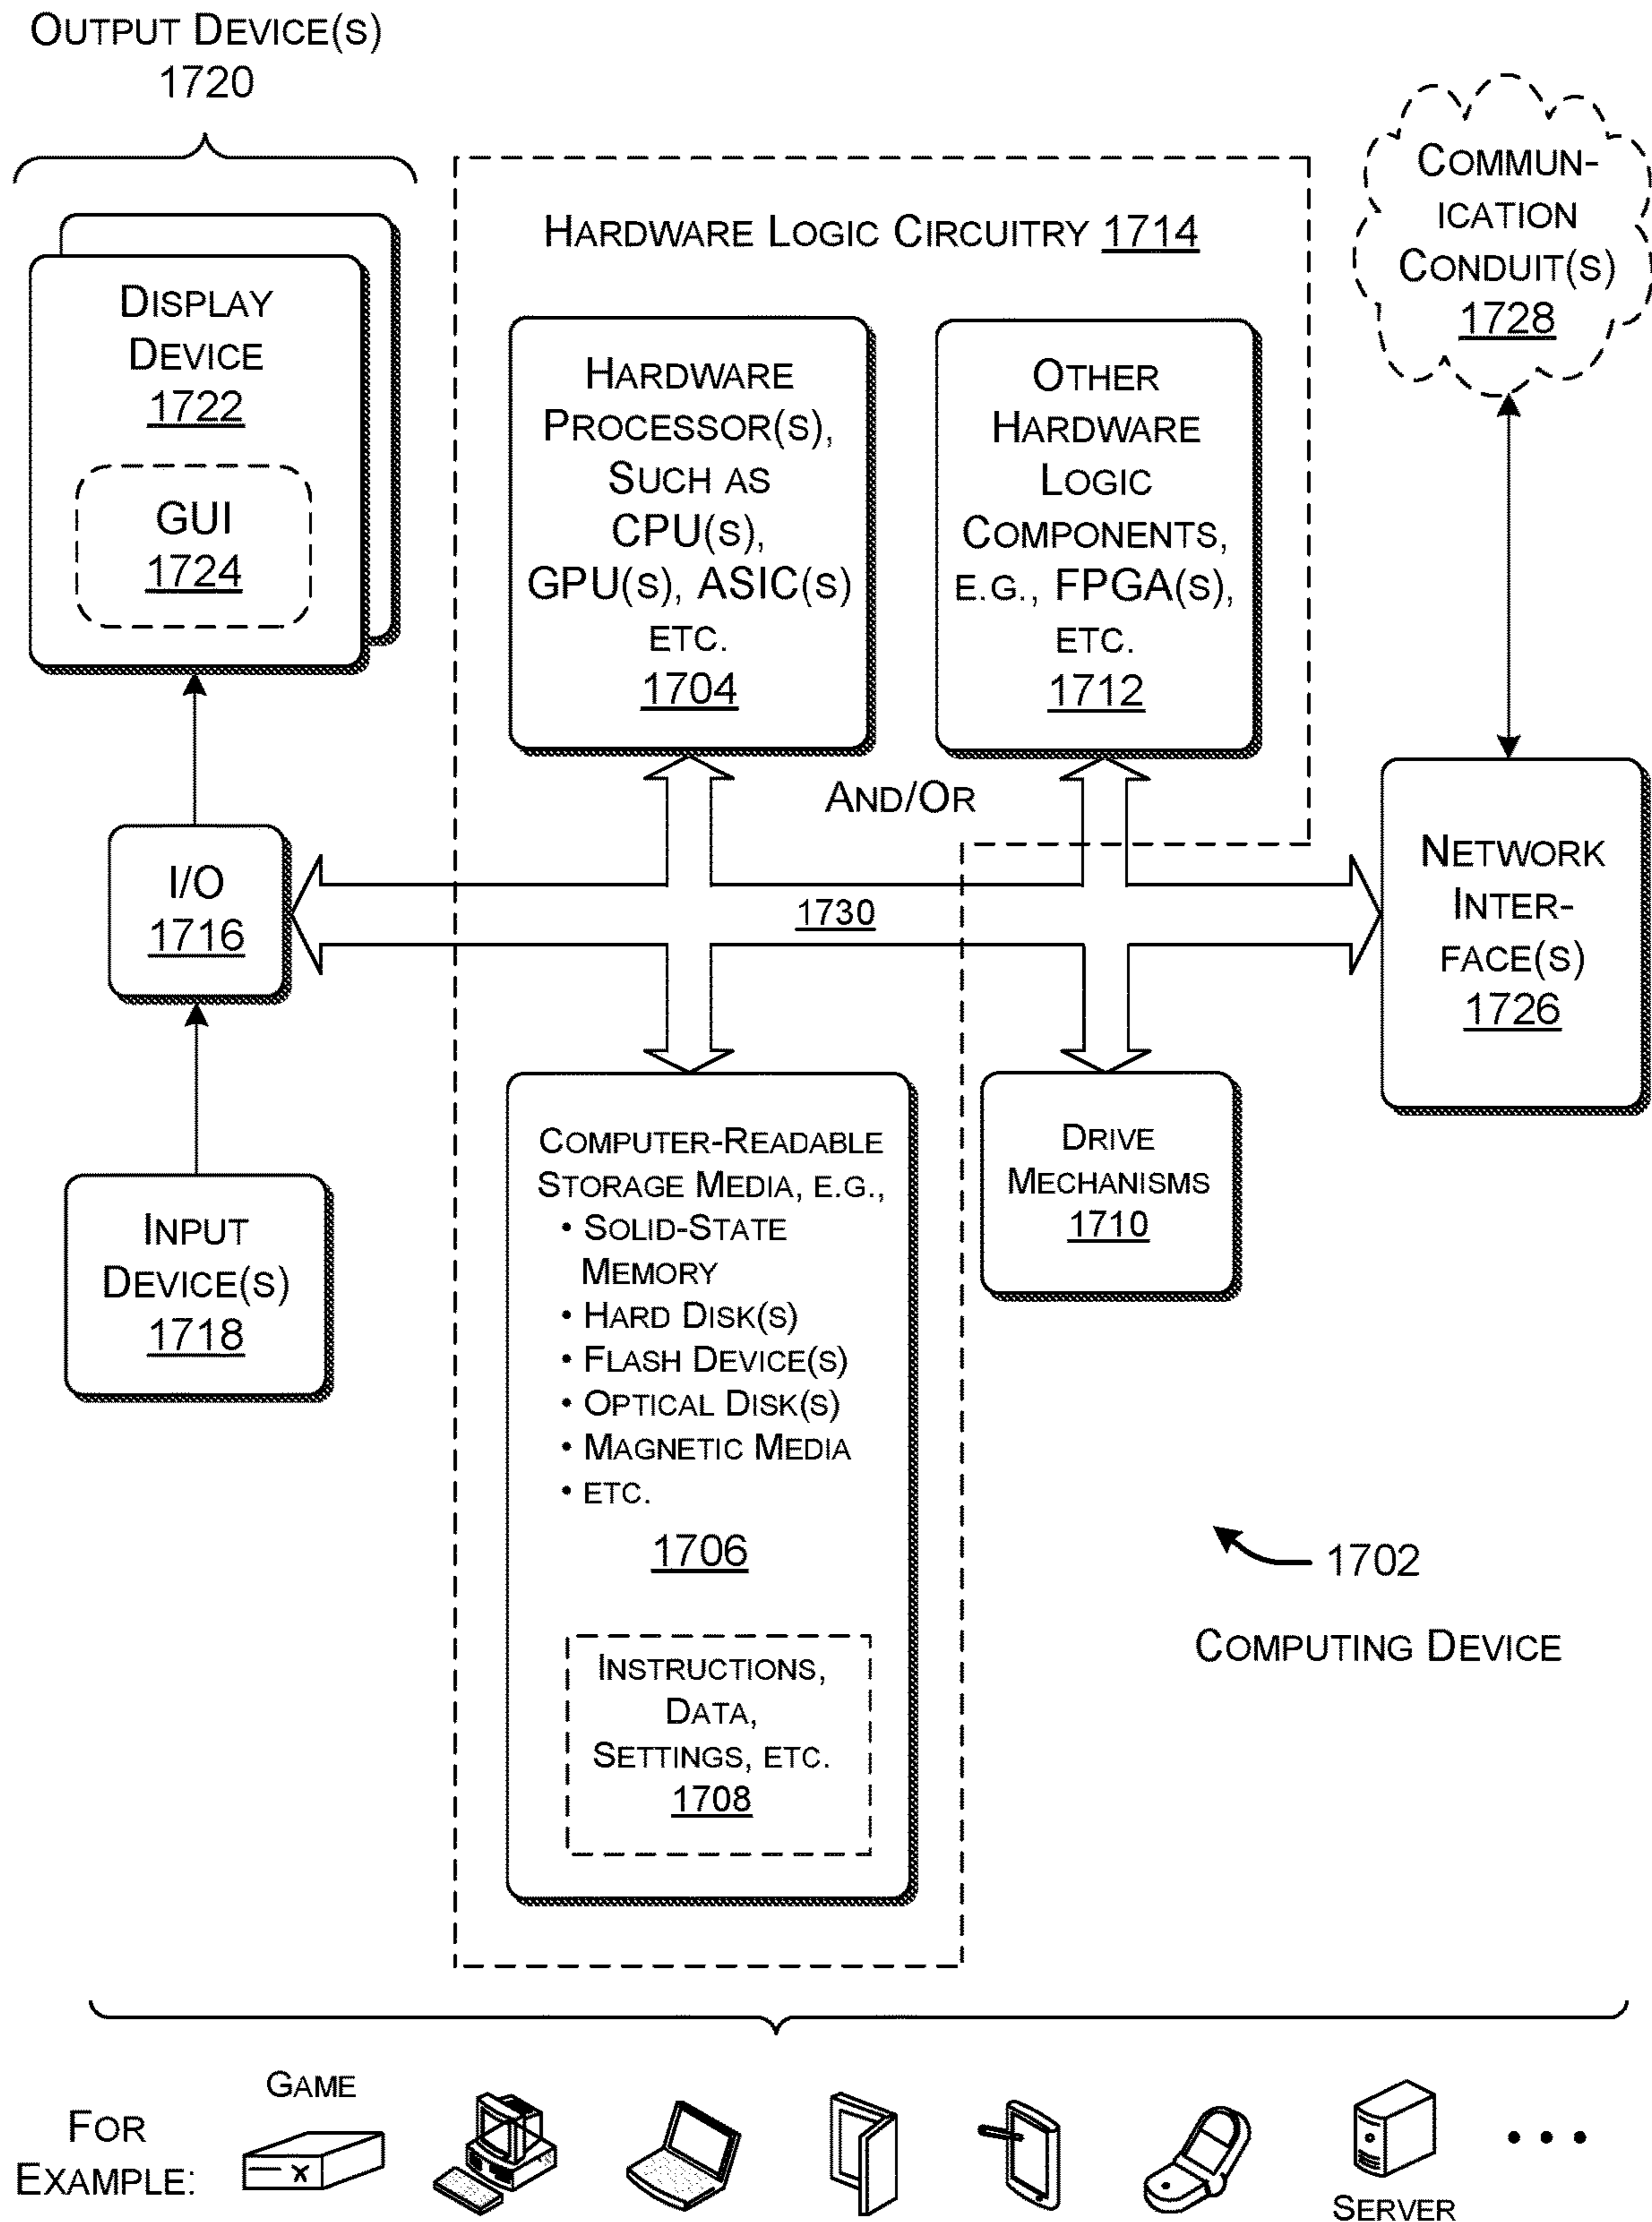 OUTPUT DEVICE(S)
1720
DISPLAY
DEVICE
1722
GUI
1724
I/O
1716
INPUT
DEVICE(S)
1718
HARDWARE LOGIC CIRCUITRY 1714
HARDWARE
PROCESSOR(S),
SUCH AS
CPU(S),
GPU(S), ASIC(S)
ETC.
1704
OTHER
HARDWARE
LOGIC
COMPONENTS,
E.G., FPGA(S),
ETC.
1712
AND/OR
1730
COMMUN-
ICATION
CONDUIT(S)
1728
NETWORK
INTER-
FACE(S)
1726
COMPUTER-READABLE
STORAGE MEDIA, E.G.,
• SOLID-STATE
MEMORY
• HARD DISK(S)
• FLASH DEVICE(S)
• OPTICAL DISK(S)
• MAGNETIC MEDIA
• ETC.
1706
INSTRUCTIONS,
DATA,
SETTINGS, ETC.
1708
DRIVE
MECHANISMS
1710
1702
COMPUTING DEVICE
FOR
EXAMPLE:
GAME
SERVER
• • •